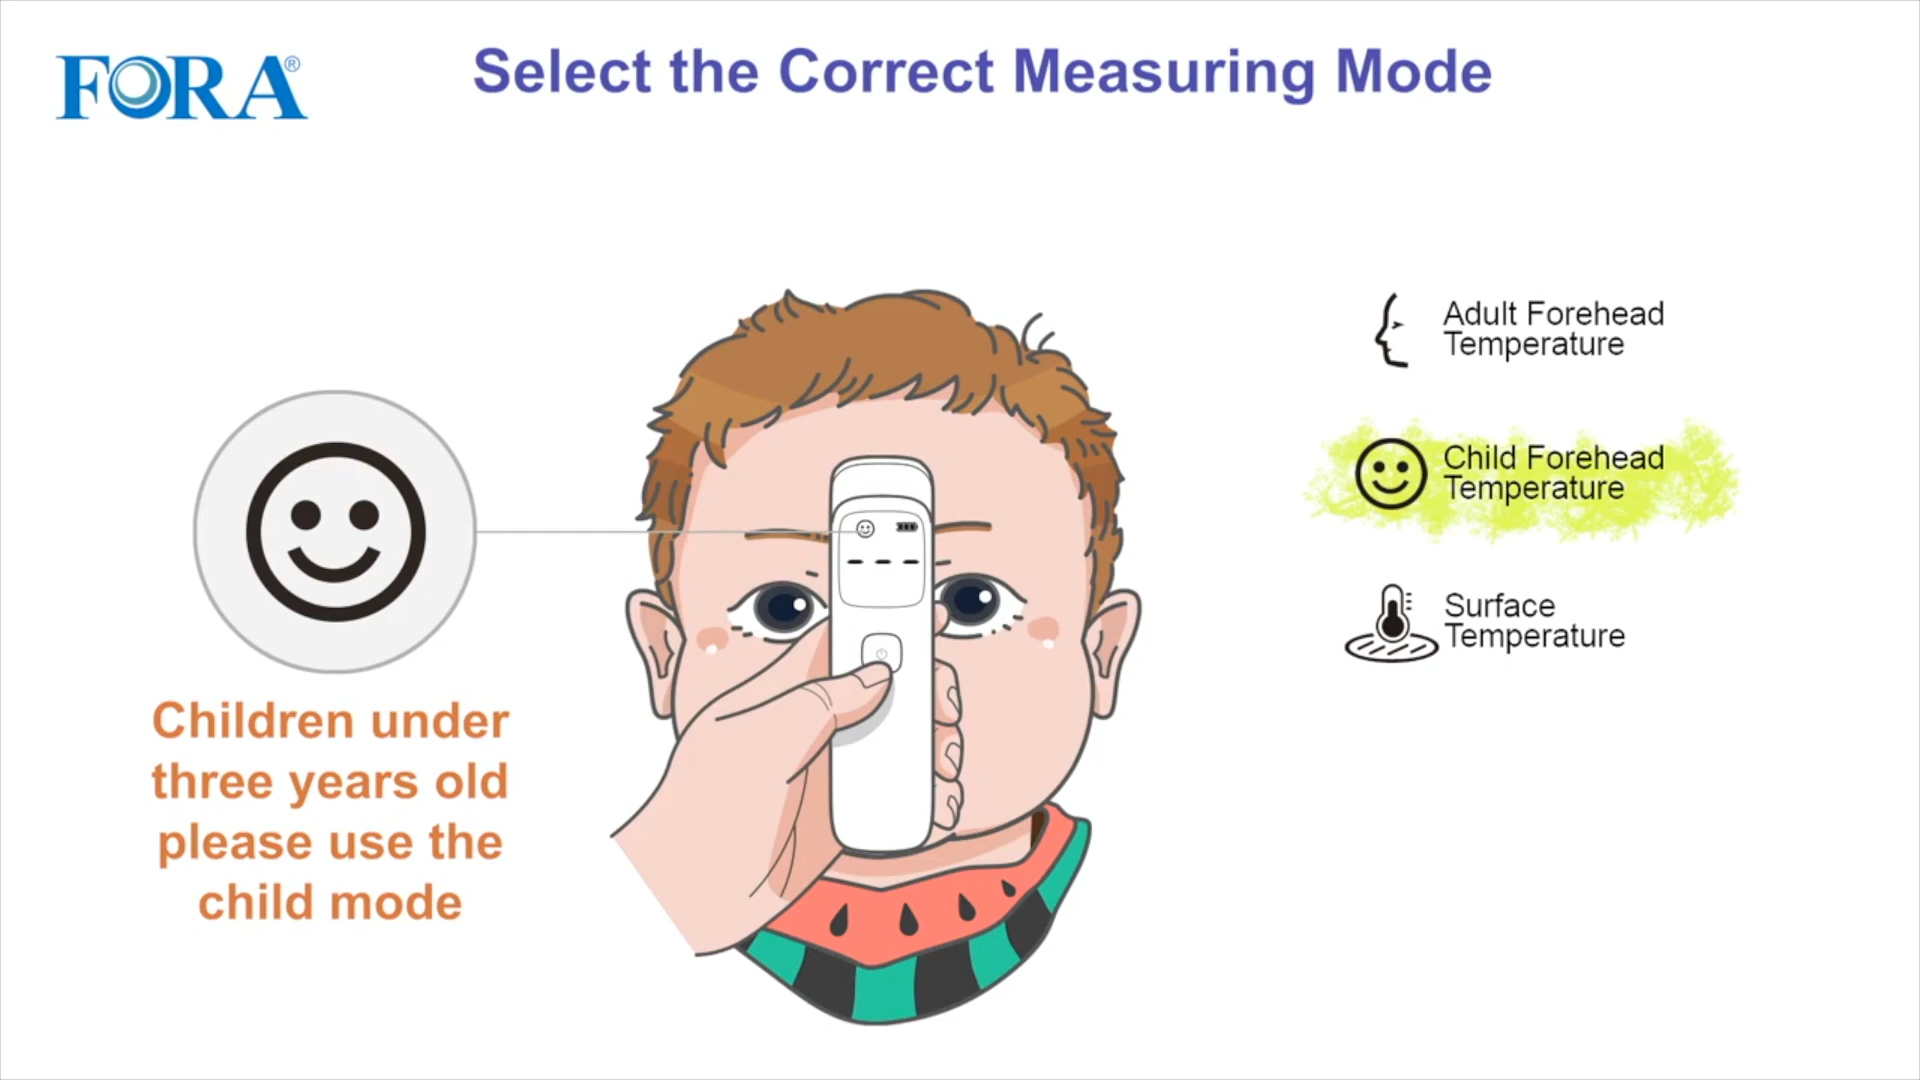 FORA®
Select the Correct Measuring Mode
Adult Forehead
Temperature
Child Forehead
Temperature
Surface
Temperature
Children under
three years old
please use the
child mode